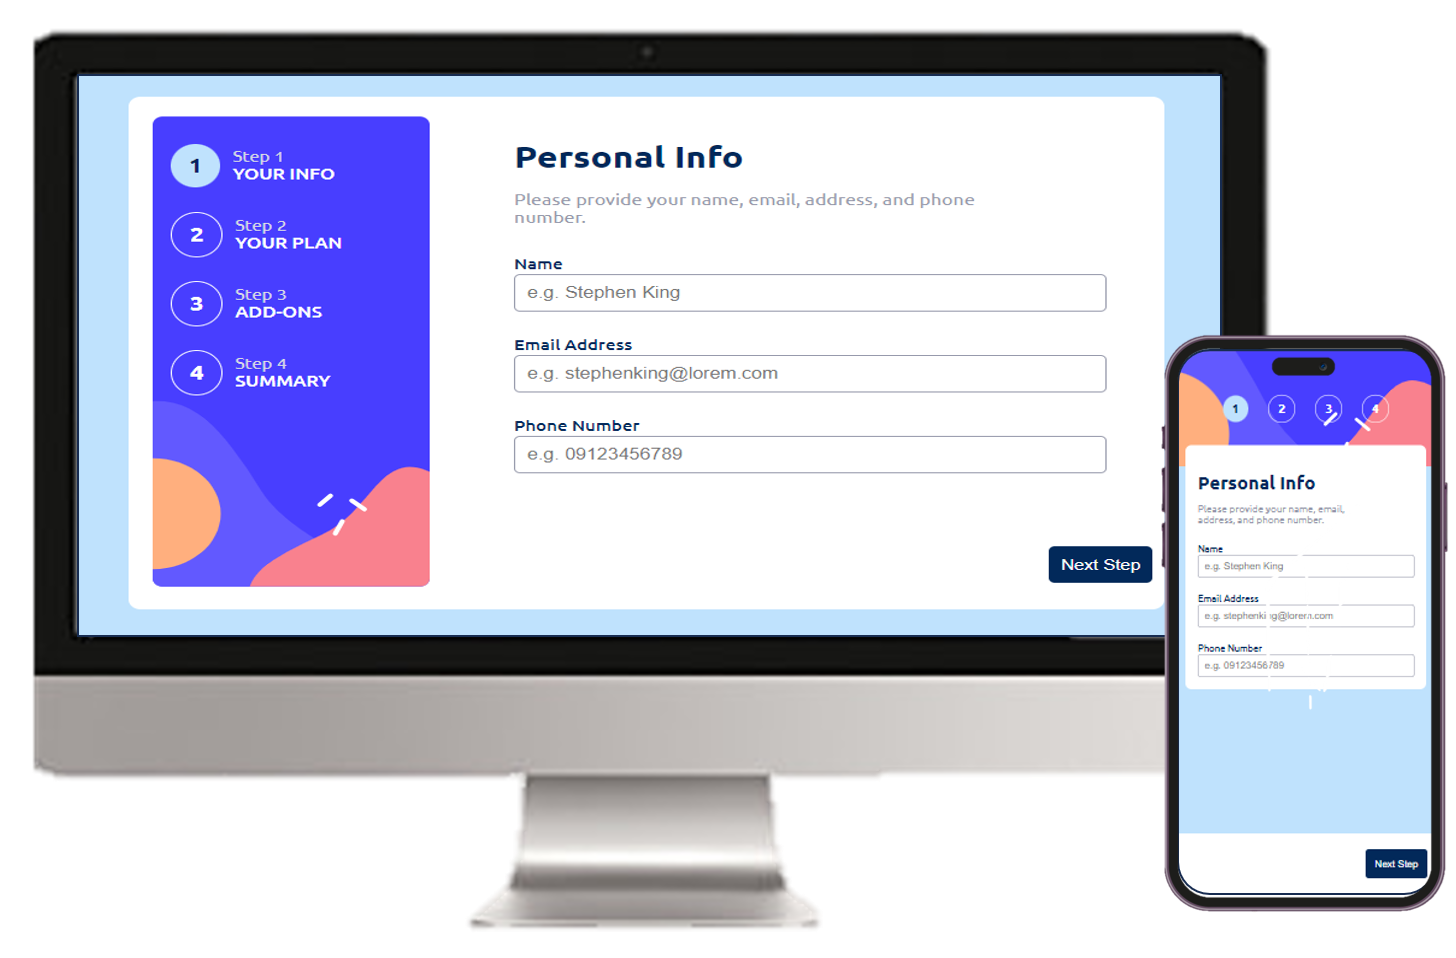 1
Step 1
YOUR INFO
2
Step 2
YOUR PLAN
3
Step 3
ADD-ONS
4
Step 4
SUMMARY
Personal Info
Please provide your name, email, address, and phone
number.
Name
e.g. Stephen King
Email Address
e.g. stephenking@lorem.com
Phone Number
e.g. 09123456789
Next Step
1 2 3 4
Personal Info
Please provide your name, email,
address, and phone number.
Name
e.g. Stephen King
Email Address
e.g. stephenking@lorem.com
Phone Number
e.g. 09123456789
Next Step